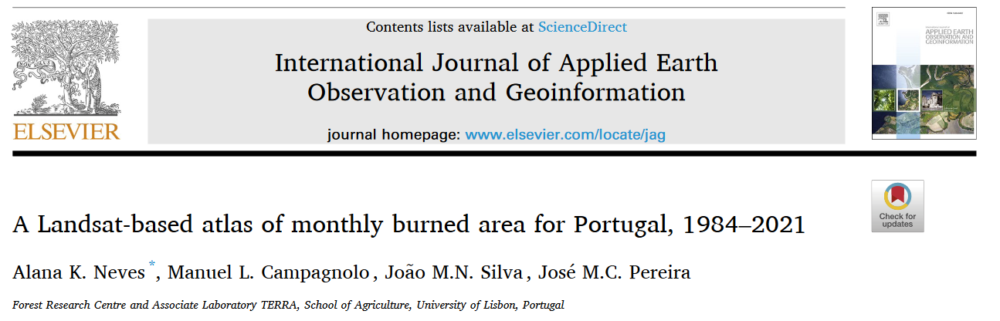 Contents lists available at ScienceDirect
International Journal of Applied Earth
Observation and Geoinformation
journal homepage: www.elsevier.com/locate/jag
ELSEVIER
APPLIED EARTH
OBSERVATION AND
GEOINFORMATION
A Landsat-based atlas of monthly burned area for Portugal, 1984–2021
Check for
updates
Alana K. Neves *, Manuel L. Campagnolo, João M.N. Silva, José M.C. Pereira
Forest Research Centre and Associate Laboratory TERRA, School of Agriculture, University of Lisbon, Portugal